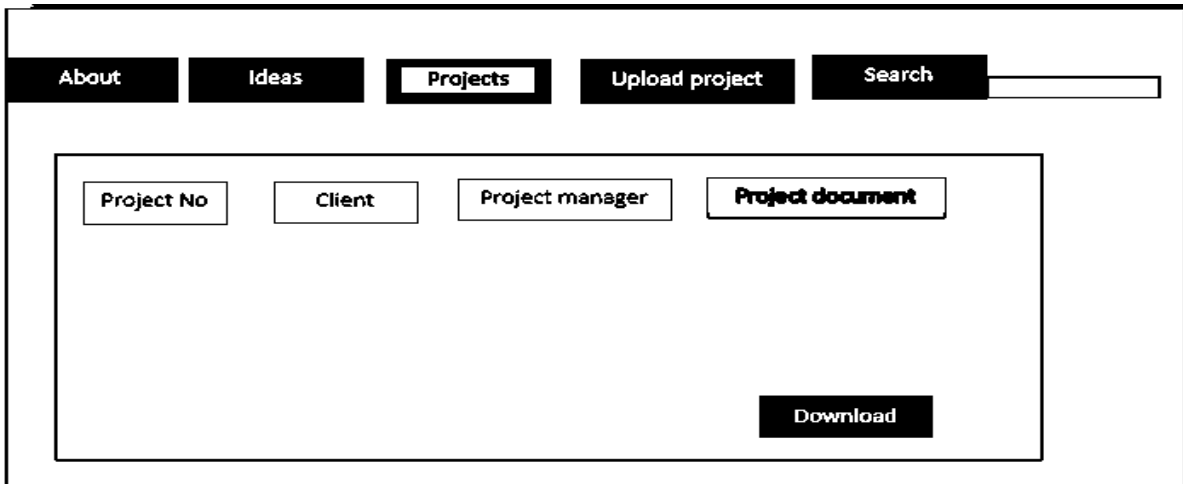 About Ideas Projects Upload project Search
Project No Client Project manager Project document
Download